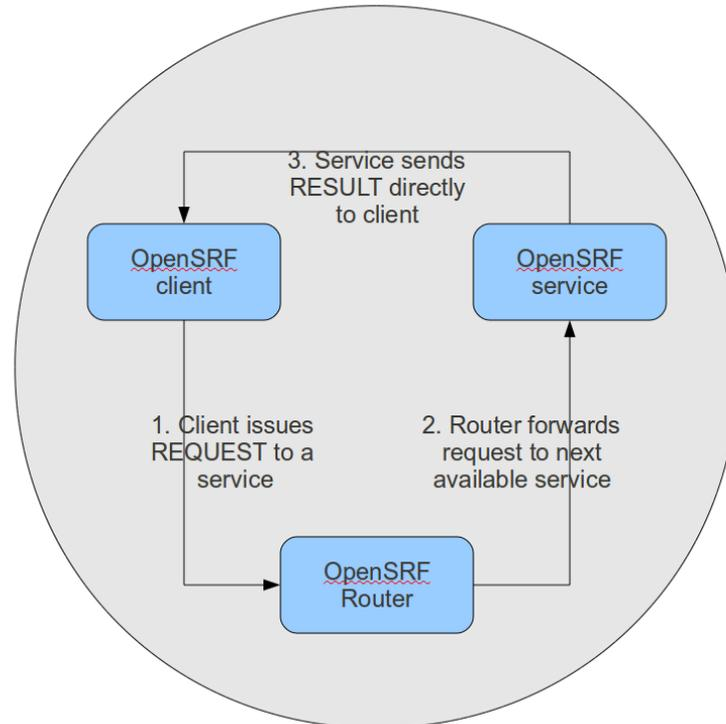 3. Service sends
RESULT directly
to client
OpenSRF
client
OpenSRF
service
1. Client issues
REQUEST to a
service
2. Router forwards
request to next
available service
OpenSRF
Router